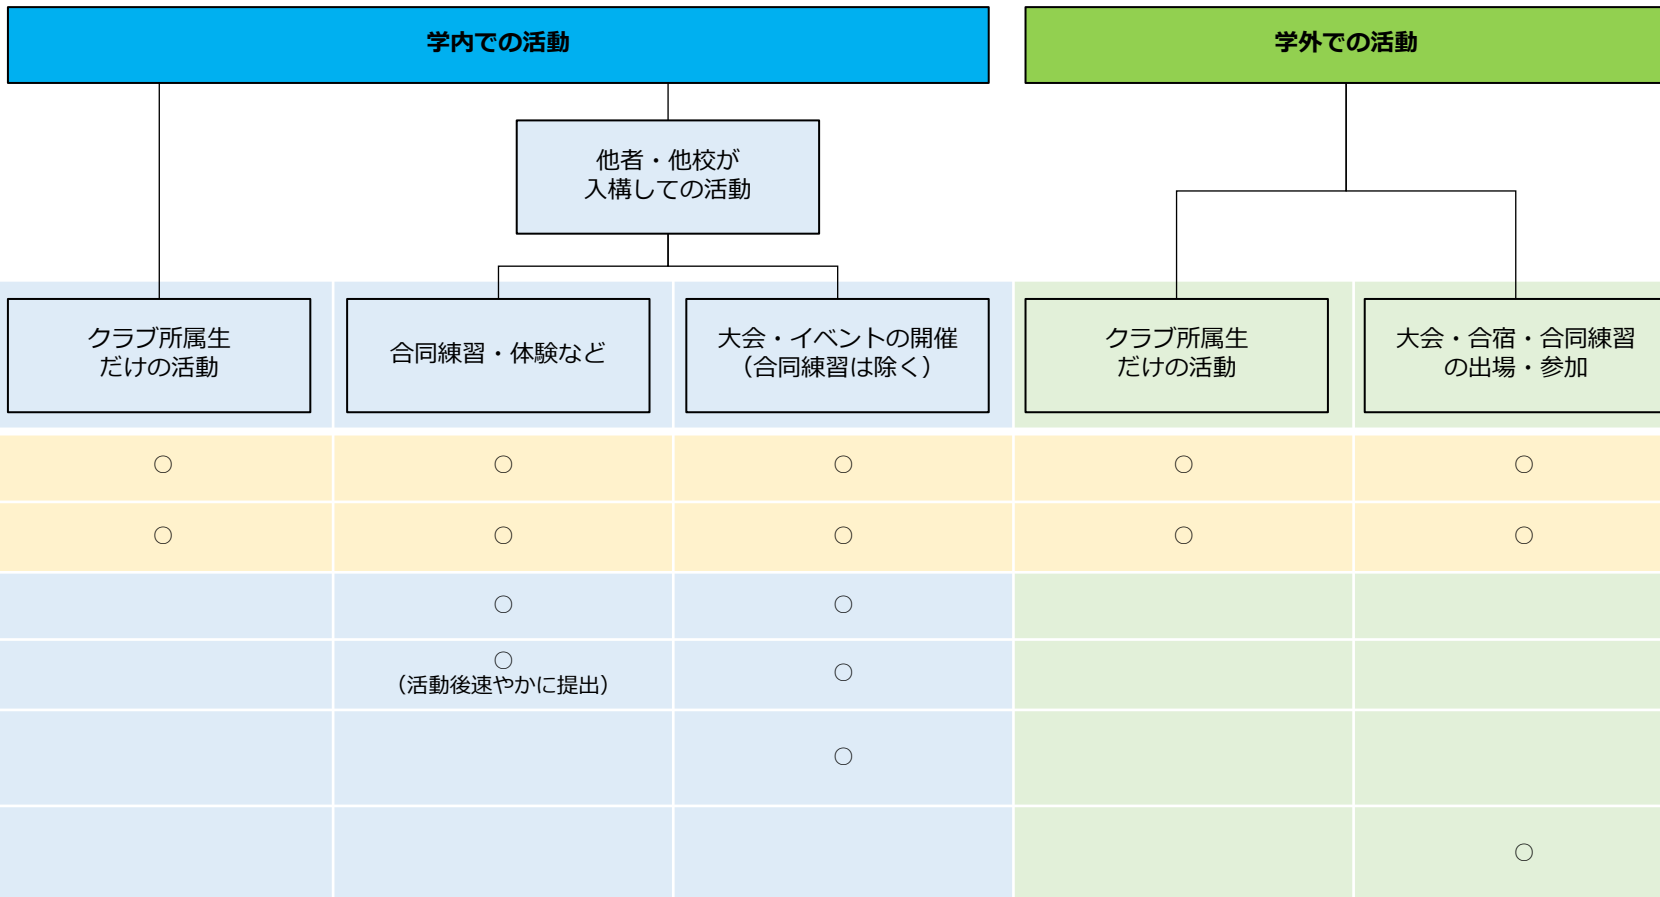 学内での活動
学外での活動
他者・他校が
入構しての活動
クラブ所属生
だけの活動
合同練習・体験など
大会・イベントの開催
（合同練習は除く）
クラブ所属生
だけの活動
大会・合宿・合同練習
の出場・参加
○ ○ ○ ○ ○
○ ○ ○ ○ ○
○ ○
○ ○
（活動後速やかに提出）
○
○